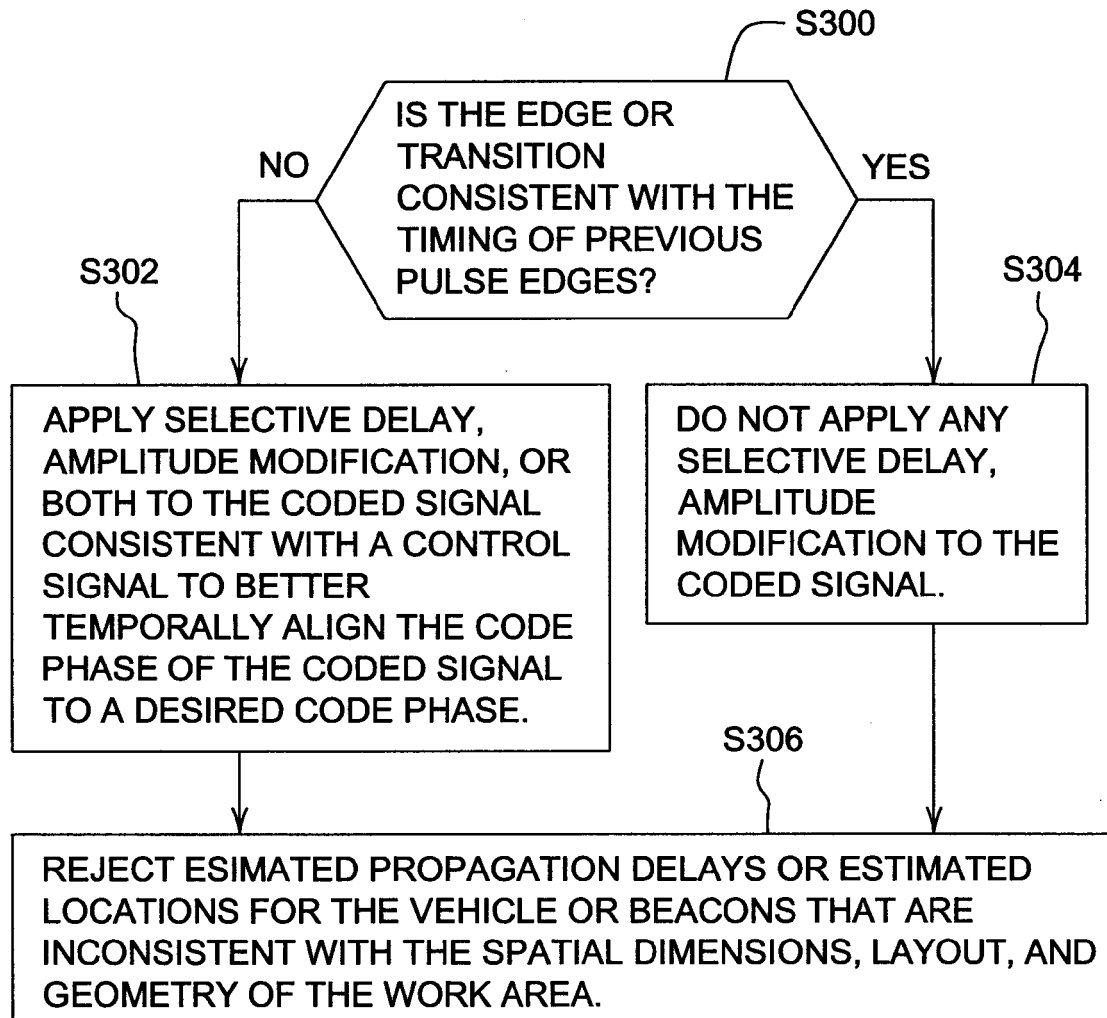 S300
IS THE EDGE OR
TRANSITION
CONSISTENT WITH THE
TIMING OF PREVIOUS
PULSE EDGES?
NO
YES
S302
APPLY SELECTIVE DELAY,
AMPLITUDE MODIFICATION, OR
BOTH TO THE CODED SIGNAL
CONSISTENT WITH A CONTROL
SIGNAL TO BETTER
TEMPORALLY ALIGN THE CODE
PHASE OF THE CODED SIGNAL
TO A DESIRED CODE PHASE.
S304
DO NOT APPLY ANY
SELECTIVE DELAY,
AMPLITUDE
MODIFICATION TO THE
CODED SIGNAL.
S306
REJECT ESIMATED PROPAGATION DELAYS OR ESTIMATED
LOCATIONS FOR THE VEHICLE OR BEACONS THAT ARE
INCONSISTENT WITH THE SPATIAL DIMENSIONS, LAYOUT, AND
GEOMETRY OF THE WORK AREA.